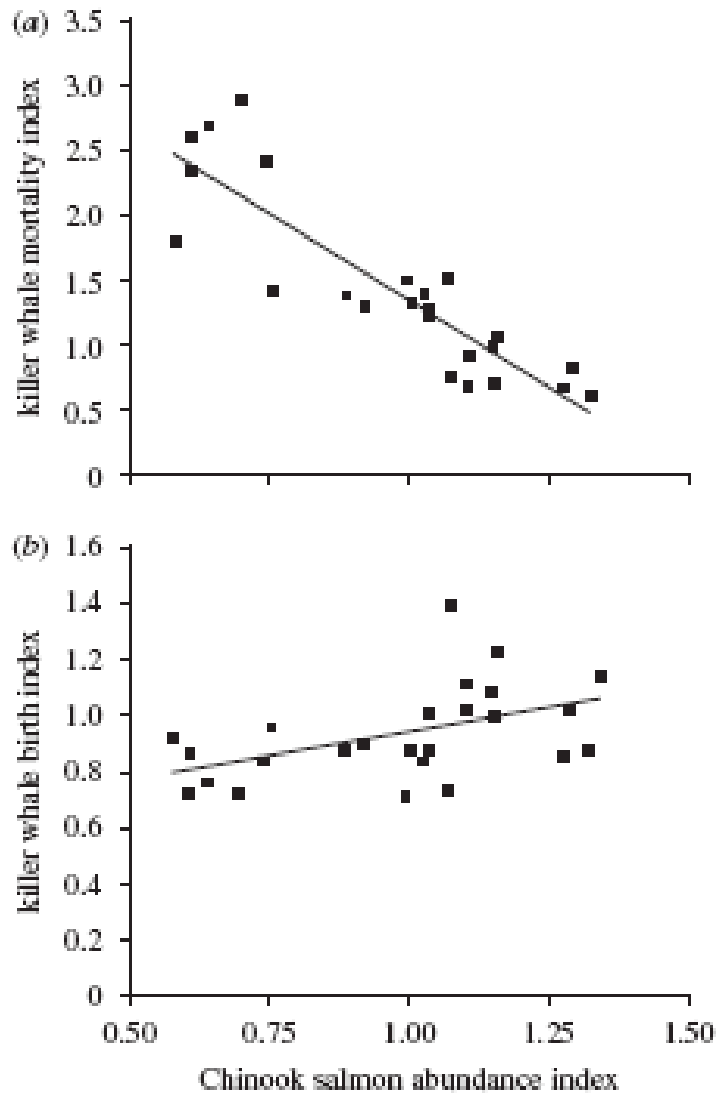 (a) 3.5
3.0
2.5
2.0
1.5
1.0
0.5
0
killer whale mortality index
(b) 1.6
1.4
1.2
1.0
0.8
0.6
0.4
0.2
0
killer whale birth index
0.50 0.75 1.00 1.25 1.50
Chinook salmon abundance index